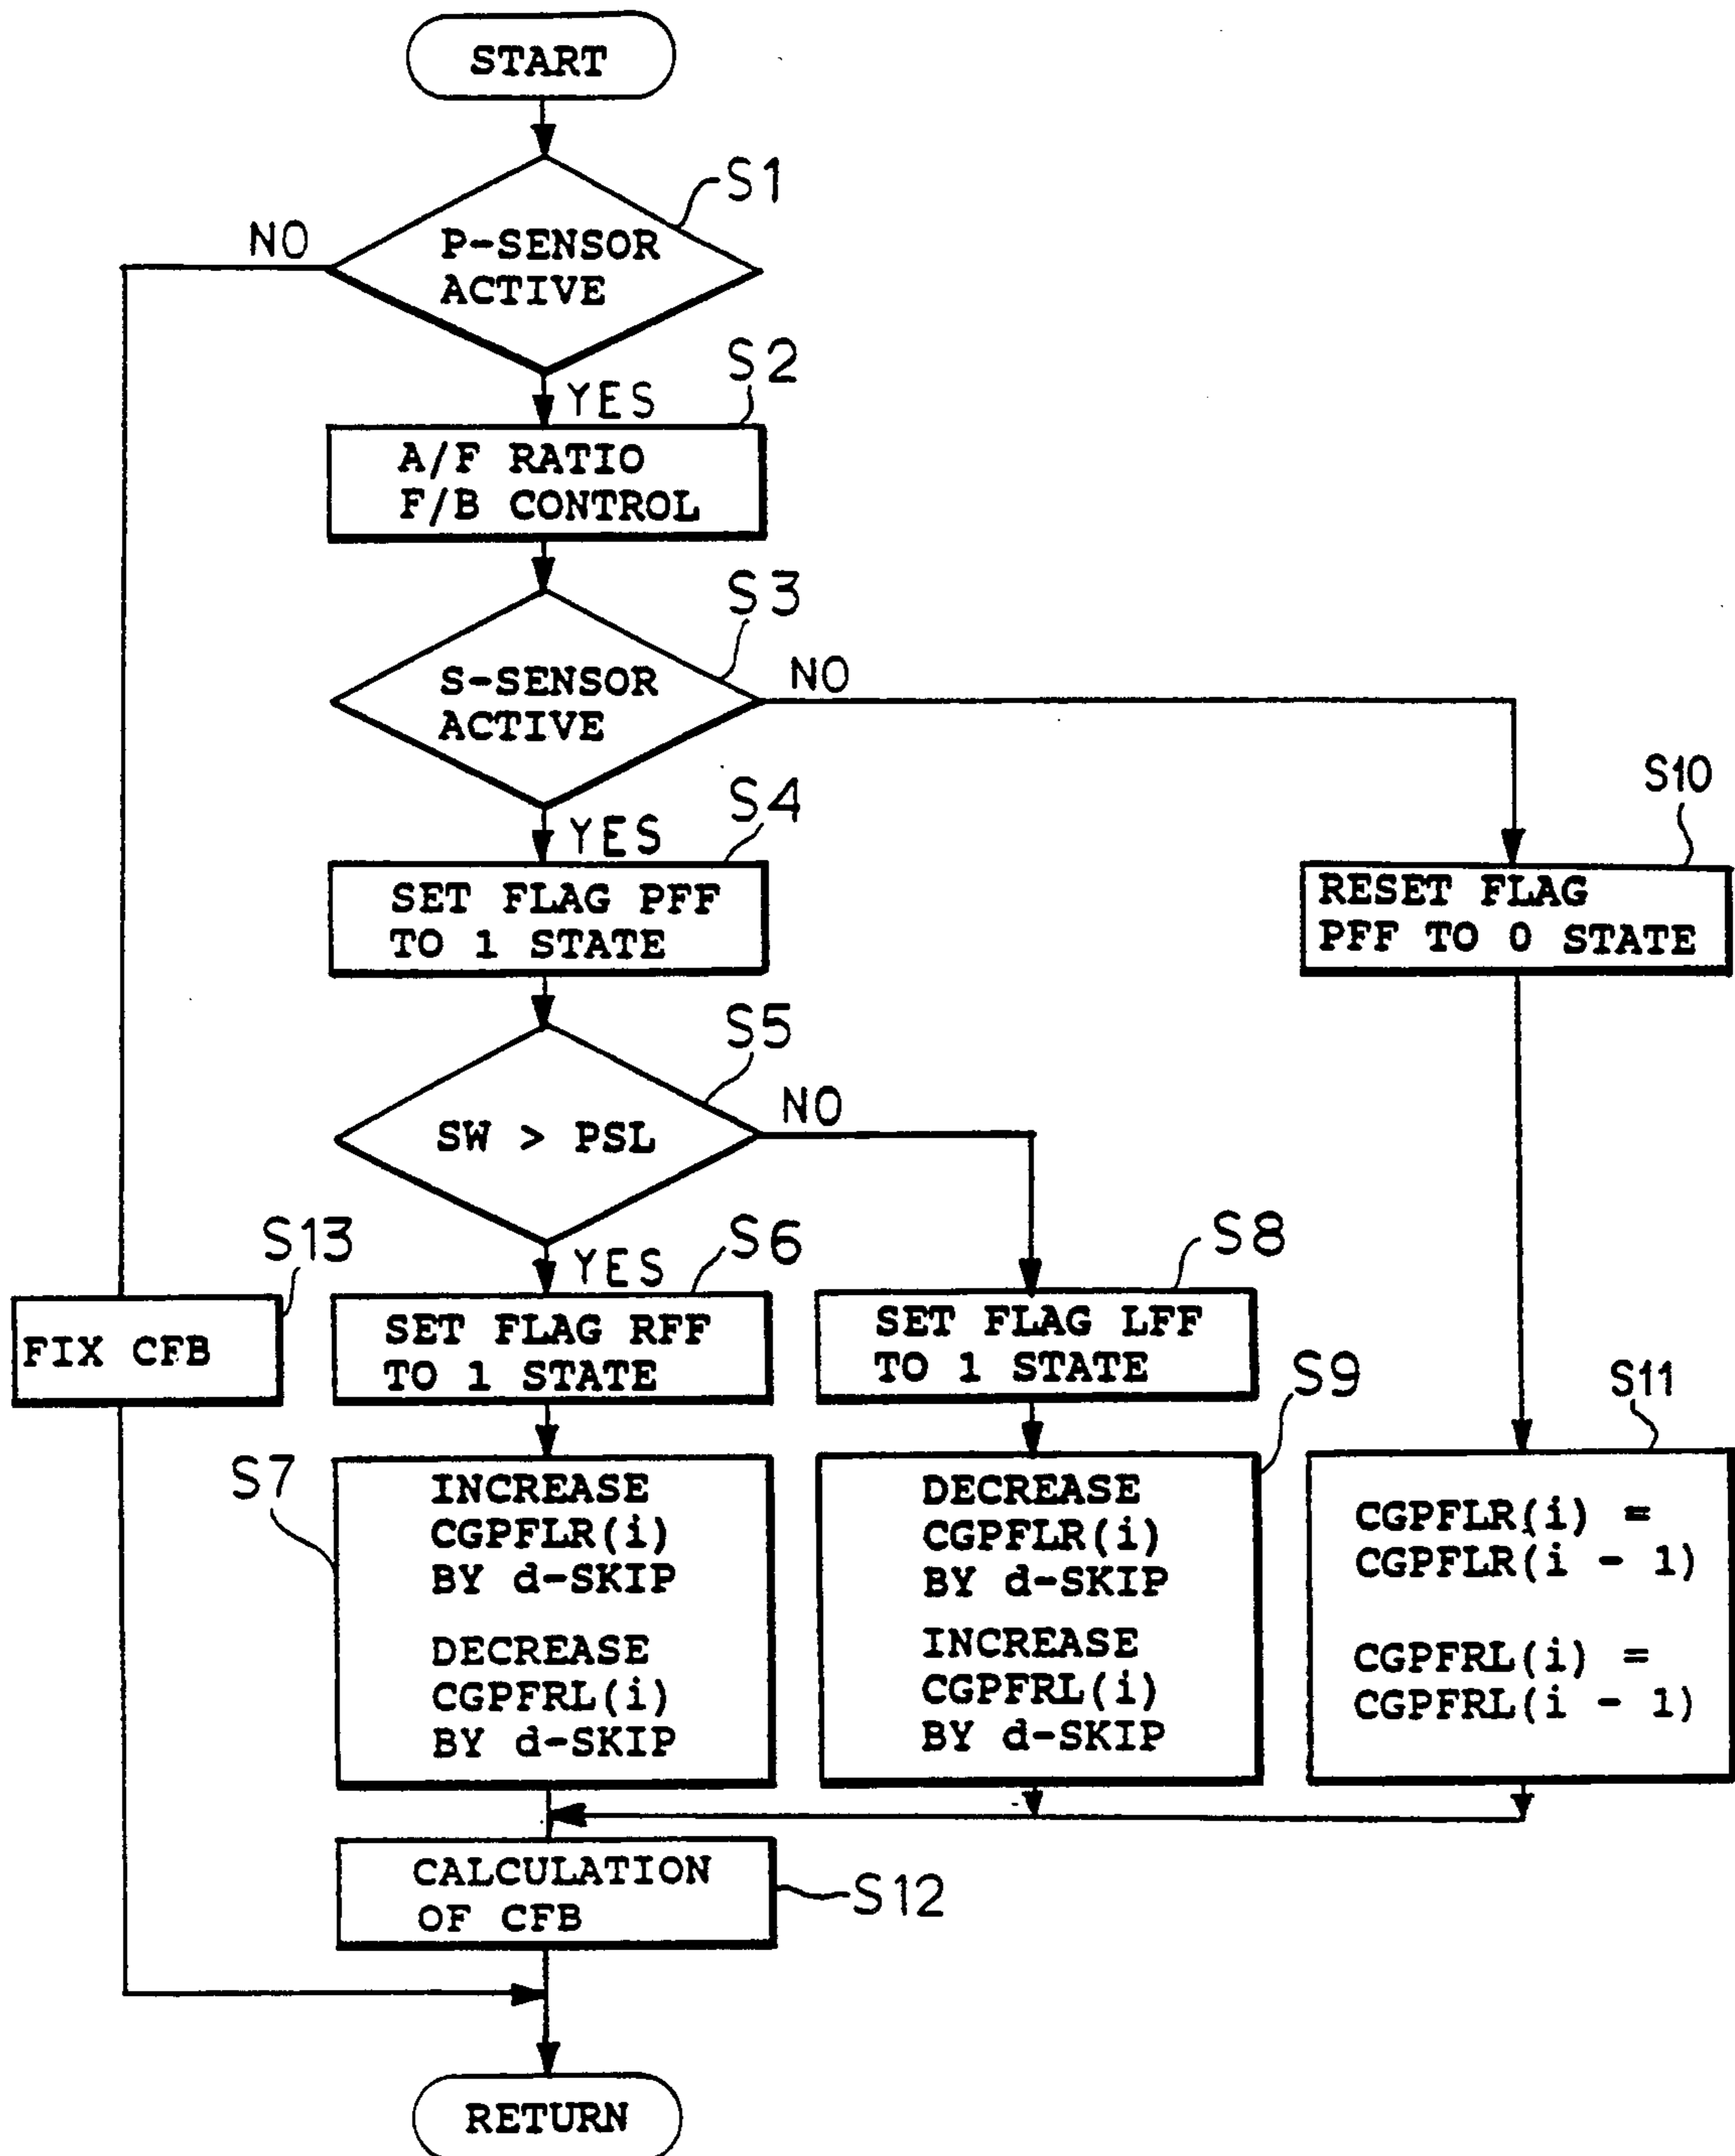 START
S1
NO
P-SENSOR
ACTIVE
S2
YES
A/F RATIO
F/B CONTROL
S3
S-SENSOR
ACTIVE
NO
S4
YES
S10
SET FLAG PFF
TO 1 STATE
RESET FLAG
PFF TO 0 STATE
S5
SW > PSL
NO
S13
S6
S8
YES
FIX CFB
SET FLAG RFF
TO 1 STATE
SET FLAG LFF
TO 1 STATE
S9
S11
S7
INCREASE
CGPFLR(i)
BY d-SKIP
DECREASE
CGPFRL(i)
BY d-SKIP
DECREASE
CGPFLR(i)
BY d-SKIP
INCREASE
CGPFRL(i)
BY d-SKIP
CGPFLR(i) =
CGPFLR(i - 1)
CGPFRL(i) =
CGPFRL(i - 1)
CALCULATION
OF CFB
S12
RETURN